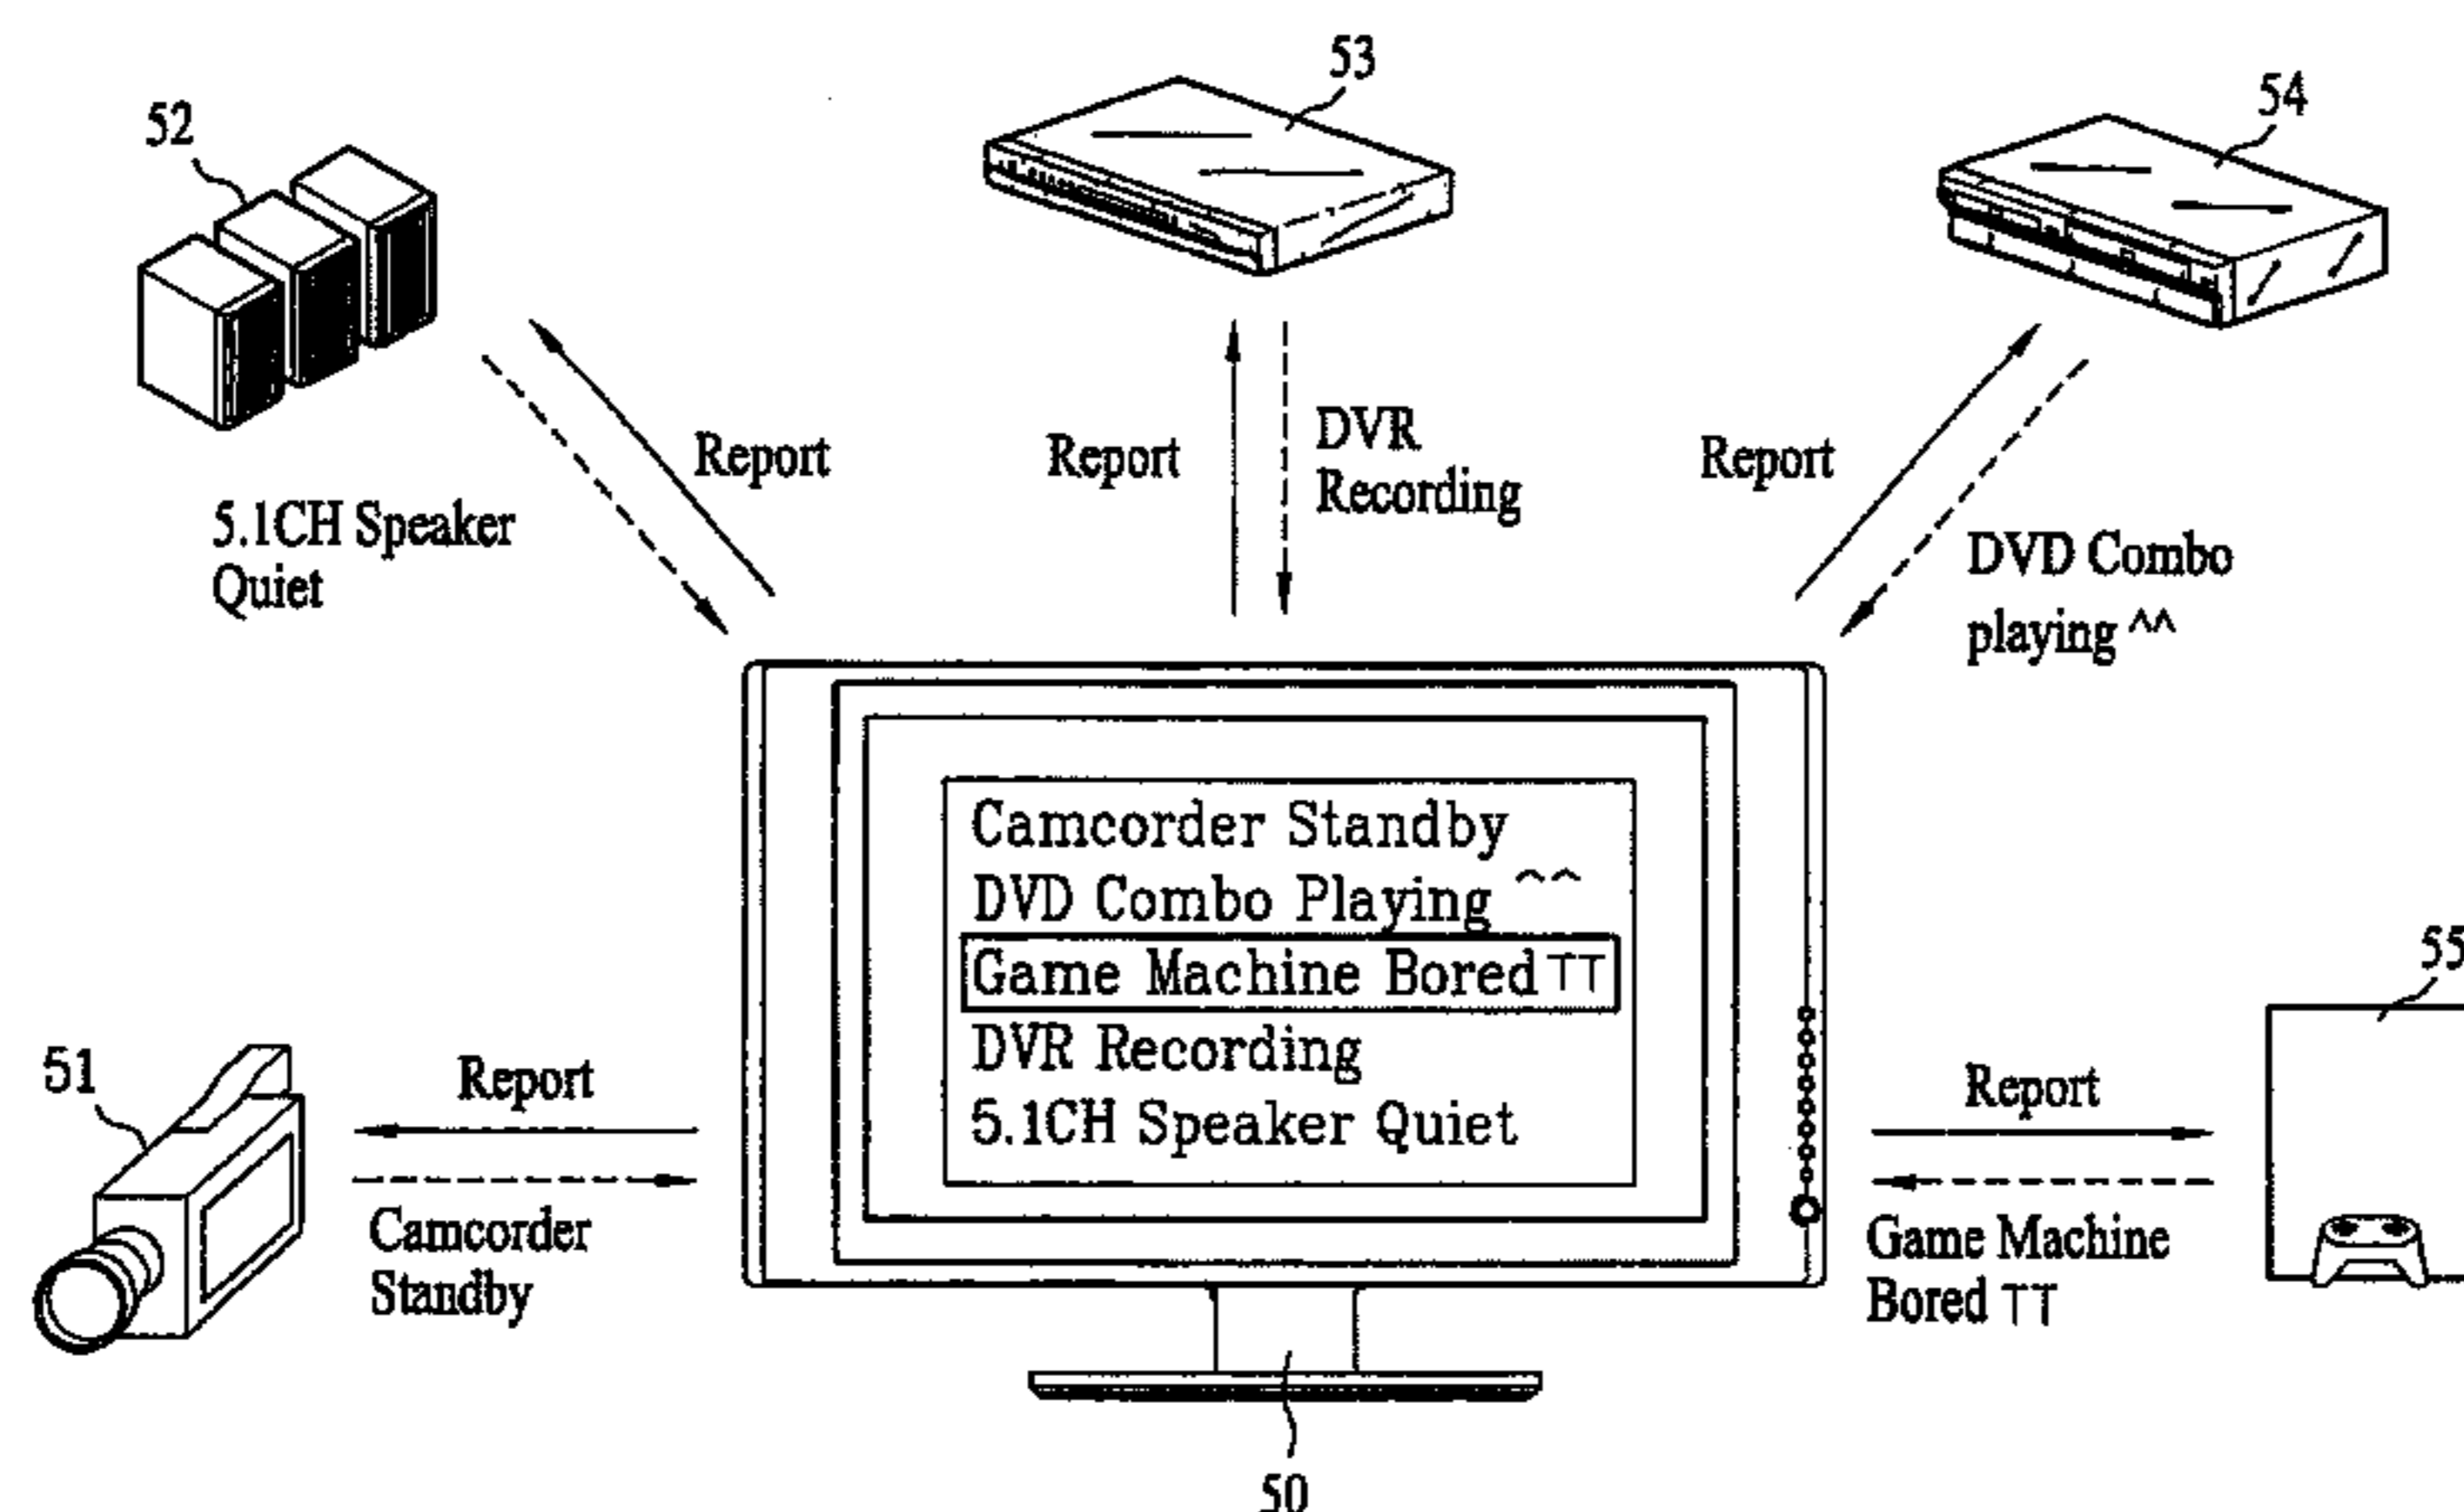 53
54
52
Report
Report
DVR
Recording
Report
5.1CH Speaker
Quiet
DVD Combo
playing ^^
Camcorder Standby
DVD Combo Playing ^^
Game Machine Bored TT
DVR Recording
5.1CH Speaker Quiet
55
51
Report
Camcorder
Standby
Report
Game Machine
Bored TT
50